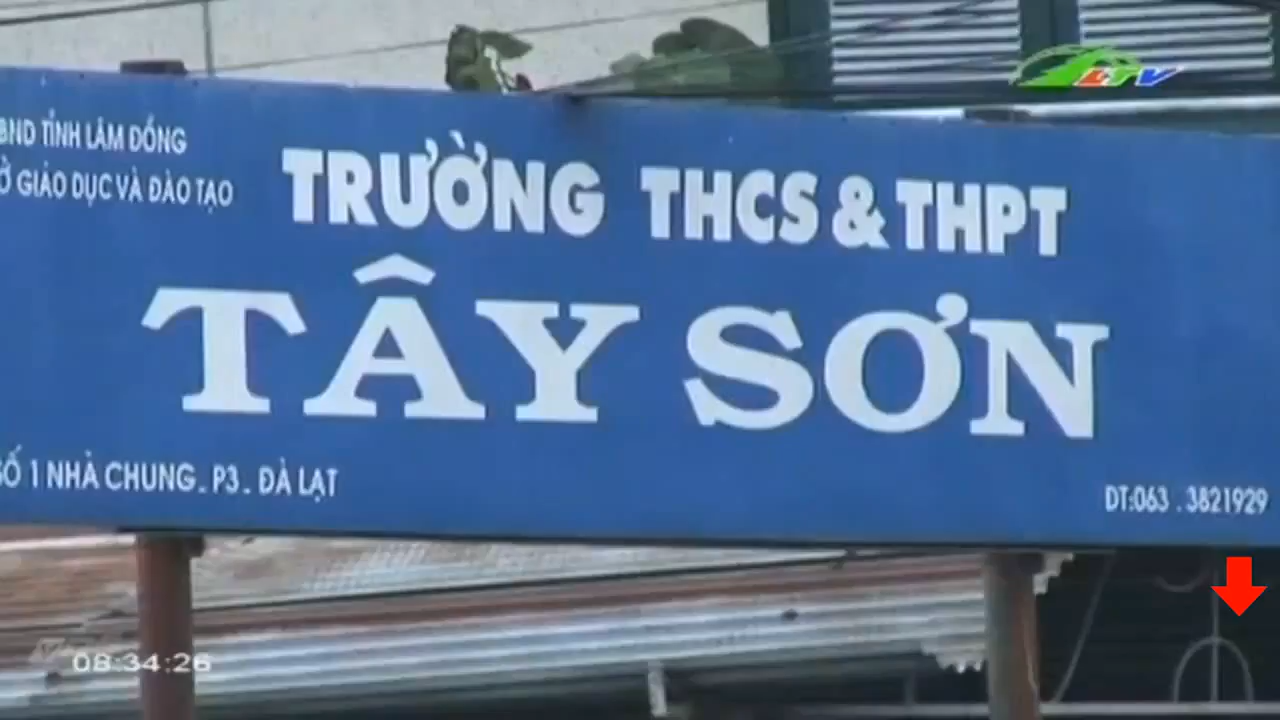 BND TỈNH LÂM ĐỒNG
Ở GIÁO DỤC VÀ ĐÀO TẠO
TRƯỜNG THCS & THPT
TÂY SƠN
SỐ 1 NHÀ CHUNG. P3. ĐÀ LẠT
DT:063 . 3821929
LTV
08:34:26